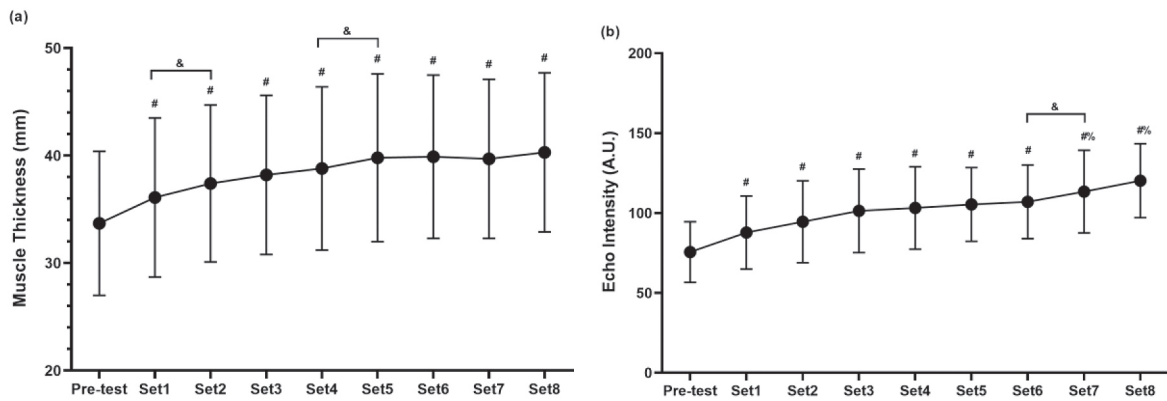 (a)
Muscle Thickness (mm)
50
40
30
20
&
&
# # # # # # # #
Pre-test Set1 Set2 Set3 Set4 Set5 Set6 Set7 Set8
(b)
Echo Intensity (A.U.)
200
150
100
50
0
&
# # # # # # #% #%
Pre-test Set1 Set2 Set3 Set4 Set5 Set6 Set7 Set8